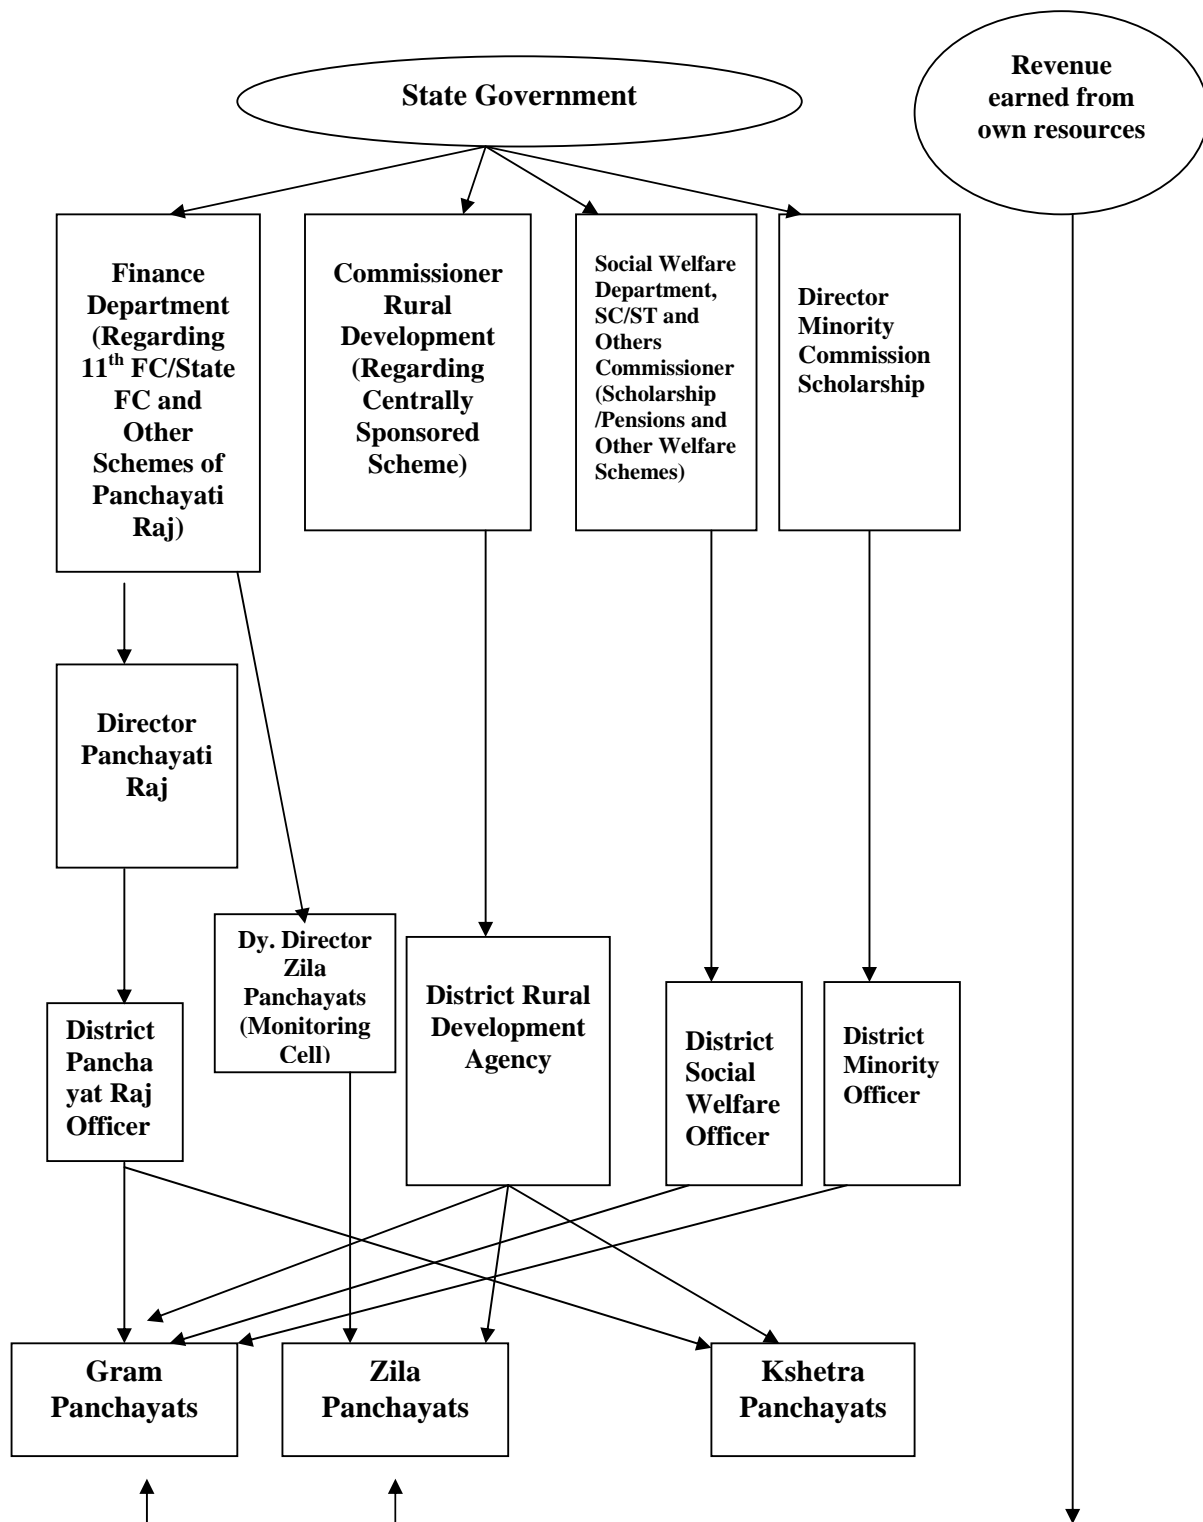 State Government
Revenue
earned from
own resources
Finance
Department
(Regarding
11th FC/State
FC and
Other
Schemes of
Panchayati
Raj)
Commissioner
Rural
Development
(Regarding
Centrally
Sponsored
Scheme)
Social Welfare
Department,
SC/ST and
Others
Commissioner
(Scholarship
/Pensions and
Other Welfare
Schemes)
Director
Minority
Commission
Scholarship
Director
Panchayati
Raj
Dy. Director
Zila
Panchayats
(Monitoring
Cell)
District Rural
Development
Agency
District
Pancha
yat Raj
Officer
District
Social
Welfare
Officer
District
Minority
Officer
Gram
Panchayats
Zila
Panchayats
Kshetra
Panchayats